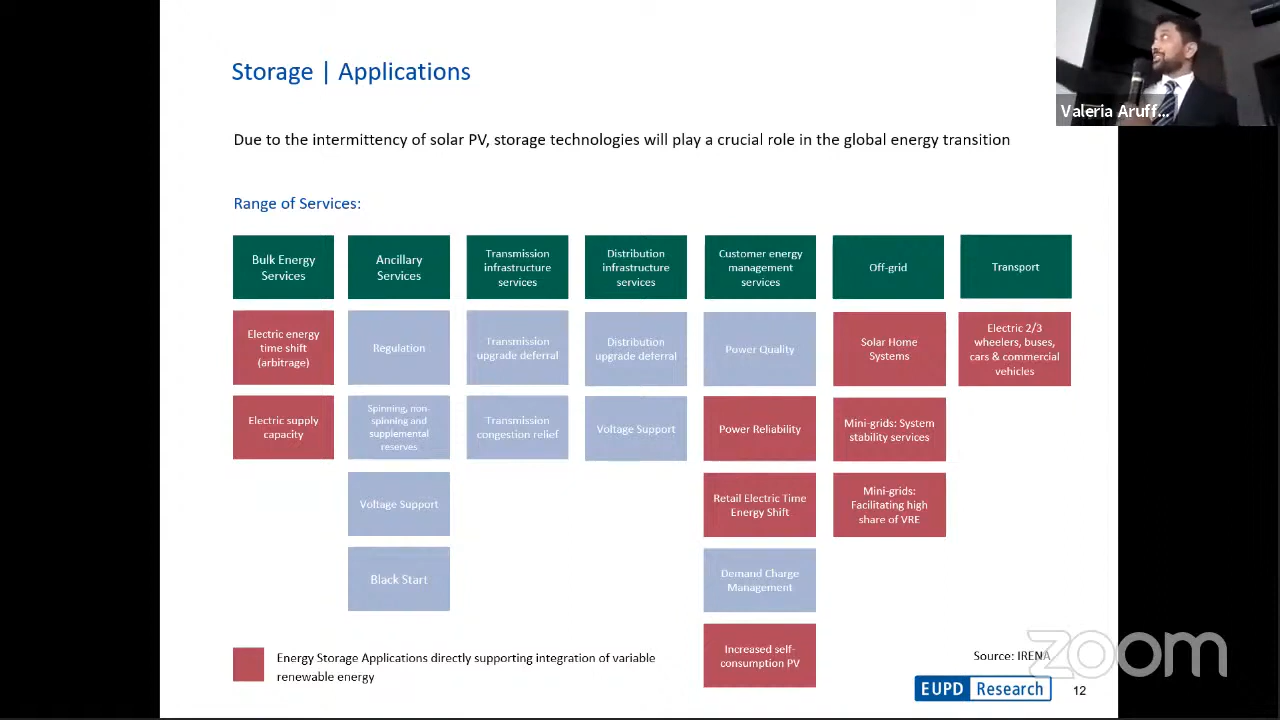 Storage | Applications
Valeria Aruff...
Due to the intermittency of solar PV, storage technologies will play a crucial role in the global energy transition
Range of Services:
Bulk Energy
Services
Ancillary
Services
Transmission
infrastructure
services
Distribution
infrastructure
services
Customer energy
management
services
Off-grid
Transport
Electric energy
time shift
(arbitrage)
Regulation
Transmission
upgrade deferral
Distribution
upgrade deferral
Power Quality
Solar Home
Systems
Electric 2/3
wheelers, buses,
cars & commercial
vehicles
Electric supply
capacity
Spinning, non-
spinning and
supplemental
reserves
Transmission
congestion relief
Voltage Support
Power Reliability
Mini-grids: System
stability services
Voltage Support
Retail Electric Time
Energy Shift
Mini-grids:
Facilitating high
share of VRE
Black Start
Demand Charge
Management
Increased self-
consumption PV
Energy Storage Applications directly supporting integration of variable
renewable energy
Source: IRENA
zoom
EUPD Research
12